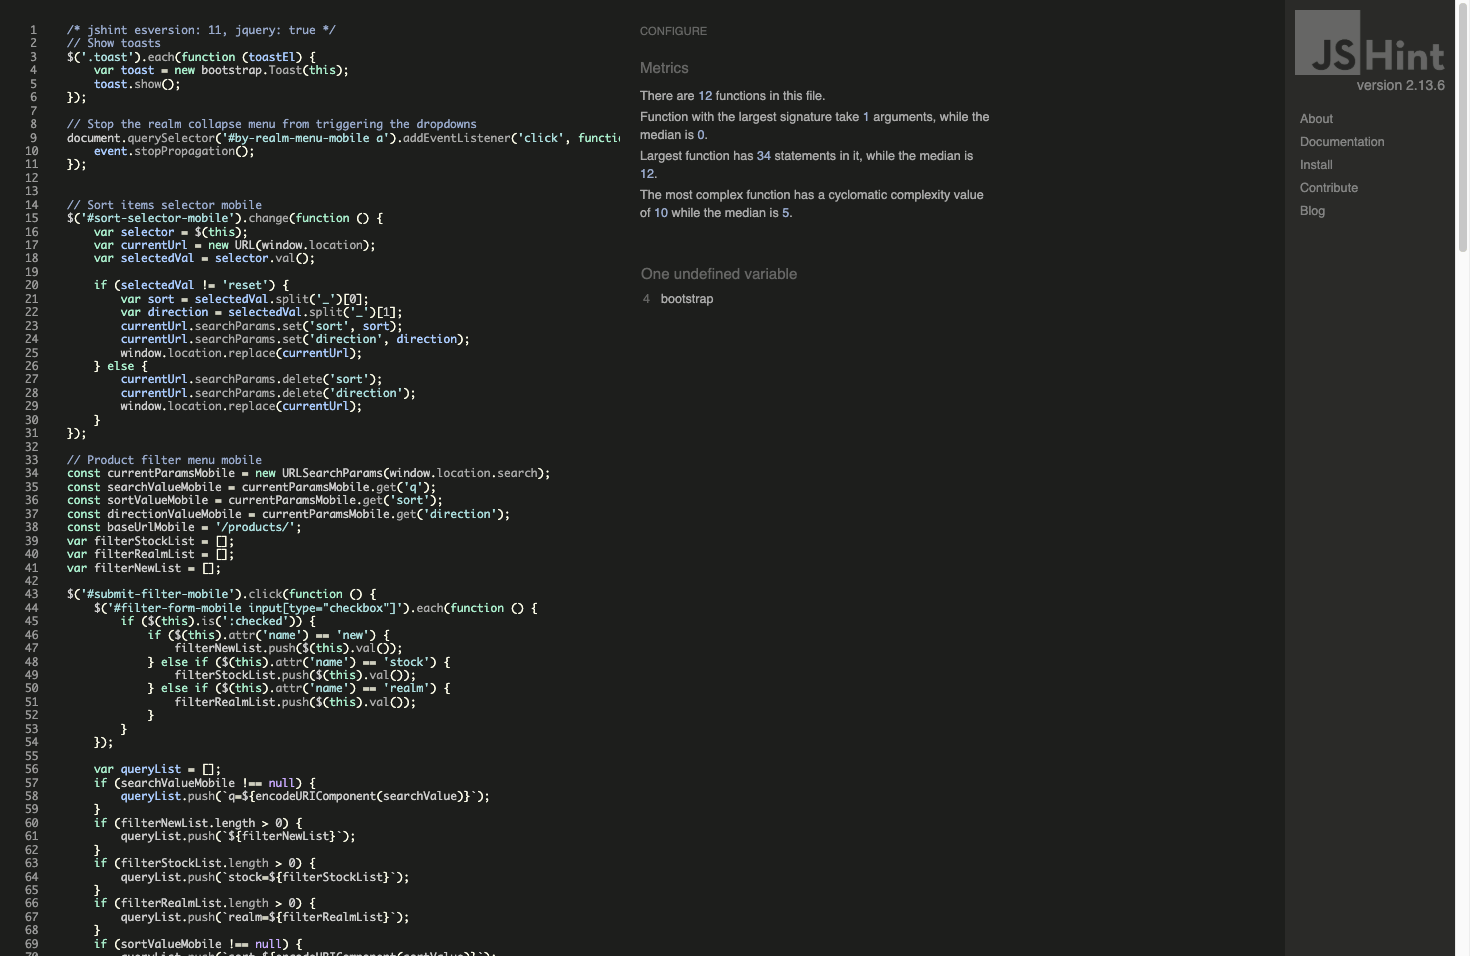 1 /* jshint esversion: 11, jquery: true */
2 // Show toasts
3 $('.toast').each(function (toastEl) {
4 var toast = new bootstrap.Toast(this);
5 toast.show();
6 });
7
8 // Stop the realm collapse menu from triggering the dropdowns
9 document.querySelector('#by-realm-menu-mobile a').addEventListener('click', functi
10 event.stopPropagation();
11 });
12
13
14 // Sort items selector mobile
15 $('#sort-selector-mobile').change(function () {
16 var selector = $(this);
17 var currentUrl = new URL(window.location);
18 var selectedVal = selector.val();
19
20 if (selectedVal != 'reset') {
21 var sort = selectedVal.split('_')[0];
22 var direction = selectedVal.split('_')[1];
23 currentUrl.searchParams.set('sort', sort);
24 currentUrl.searchParams.set('direction', direction);
25 window.location.replace(currentUrl);
26 } else {
27 currentUrl.searchParams.delete('sort');
28 currentUrl.searchParams.delete('direction');
29 window.location.replace(currentUrl);
30 }
31 });
32
33 // Product filter menu mobile
34 const currentParamsMobile = new URLSearchParams(window.location.search);
35 const searchValueMobile = currentParamsMobile.get('q');
36 const sortValueMobile = currentParamsMobile.get('sort');
37 const directionValueMobile = currentParamsMobile.get('direction');
38 const baseUrlMobile = '/products/';
39 var filterStockList = [];
40 var filterRealmList = [];
41 var filterNewList = [];
42
43 $('#submit-filter-mobile').click(function () {
44 $('#filter-form-mobile input[type="checkbox"]').each(function () {
45 if ($(this).is(':checked')) {
46 if ($(this).attr('name') == 'new') {
47 filterNewList.push($(this).val());
48 } else if ($(this).attr('name') == 'stock') {
49 filterStockList.push($(this).val());
50 } else if ($(this).attr('name') == 'realm') {
51 filterRealmList.push($(this).val());
52 }
53 }
54 });
55
56 var queryList = [];
57 if (searchValueMobile !== null) {
58 queryList.push(`q=${encodeURIComponent(searchValue)}`);
59 }
60 if (filterNewList.length > 0) {
61 queryList.push(`${filterNewList}`);
62 }
63 if (filterStockList.length > 0) {
64 queryList.push(`stock=${filterStockList}`);
65 }
66 if (filterRealmList.length > 0) {
67 queryList.push(`realm=${filterRealmList}`);
68 }
69 if (sortValueMobile !== null) {
70 queryList.push(`sort=${encodeURIComponent(sortValue)}`);
CONFIGURE
Metrics
There are 12 functions in this file.
Function with the largest signature take 1 arguments, while the
median is 0.
Largest function has 34 statements in it, while the median is
12.
The most complex function has a cyclomatic complexity value
of 10 while the median is 5.
One undefined variable
4 bootstrap
JSHint
version 2.13.6
About
Documentation
Install
Contribute
Blog